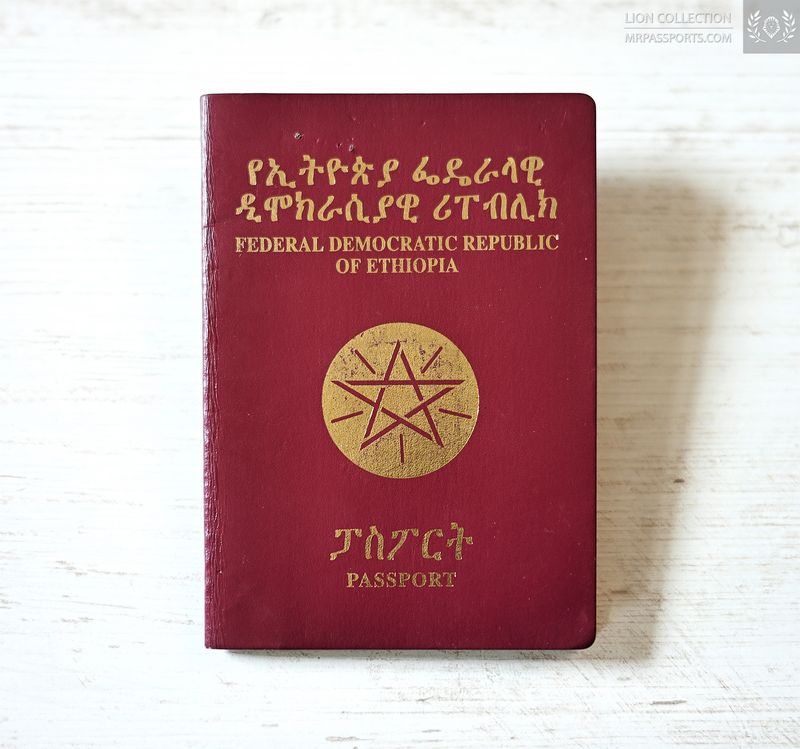 LION COLLECTION
MRPASSPORTS.COM
የኢትዮጵያ ፌዴራላዊ
ዲሞክራሲያዊ ሪፐብሊክ
FEDERAL DEMOCRATIC REPUBLIC
OF ETHIOPIA
ፓስፖርት
PASSPORT